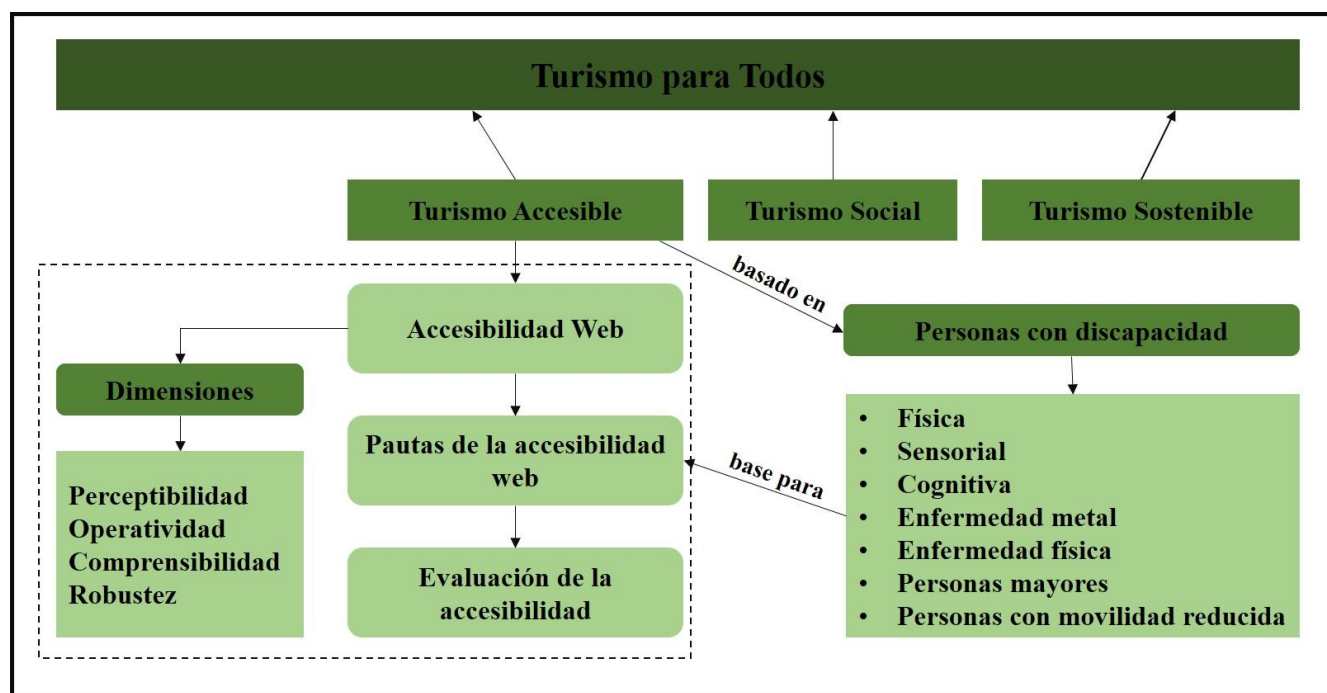 Turismo para Todos
Turismo Accesible
Turismo Social
Turismo Sostenible
basado en
Accesibilidad Web
Personas con discapacidad
Dimensiones
Perceptibilidad
Operatividad
Comprensibilidad
Robustez
Pautas de la accesibilidad
web
Evaluación de la
accesibilidad
base para
• Física
• Sensorial
• Cognitiva
• Enfermedad metal
• Enfermedad física
• Personas mayores
• Personas con movilidad reducida